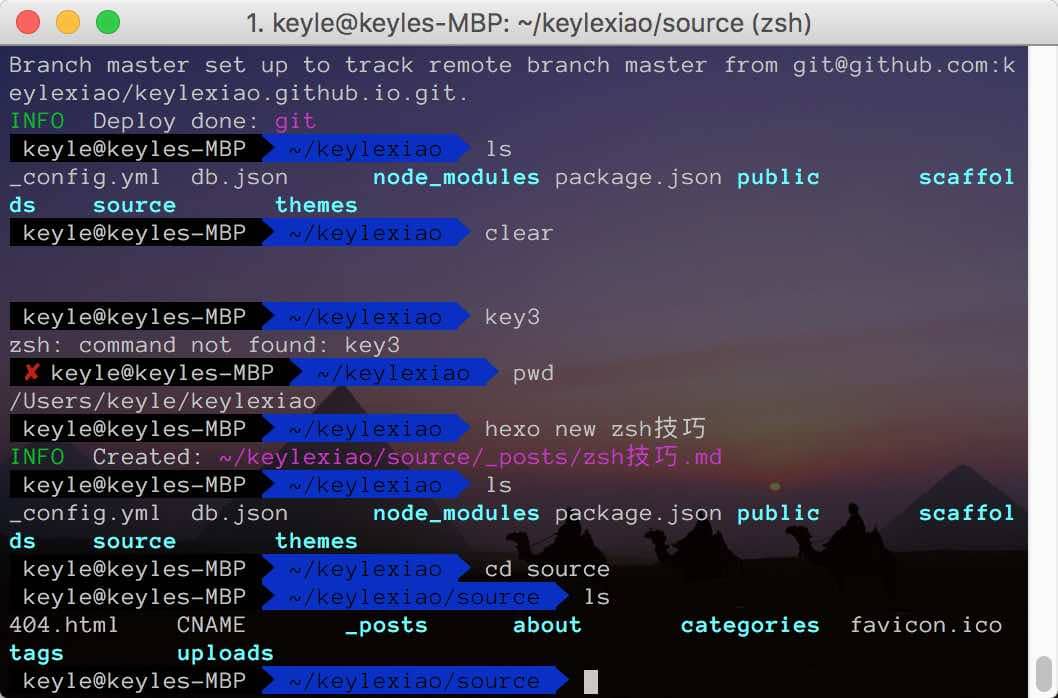 1. keyle@keyles-MBP: ~/keylexiao/source (zsh)
Branch master set up to track remote branch master from git@github.com:k
eylexiao/keylexiao.github.io.git.
INFO  Deploy done: git
keyle@keyles-MBP ~/keylexiao ls
_config.yml db.json node_modules package.json public scaffol
ds source themes
keyle@keyles-MBP ~/keylexiao clear
keyle@keyles-MBP ~/keylexiao key3
zsh: command not found: key3
✘ keyle@keyles-MBP ~/keylexiao pwd
/Users/keyle/keylexiao
keyle@keyles-MBP ~/keylexiao hexo new zsh技巧
INFO  Created: ~/keylexiao/source/_posts/zsh技巧.md
keyle@keyles-MBP ~/keylexiao ls
_config.yml db.json node_modules package.json public scaffol
ds source themes
keyle@keyles-MBP ~/keylexiao cd source
keyle@keyles-MBP ~/keylexiao/source ls
404.html CNAME _posts about categories favicon.ico
tags uploads
keyle@keyles-MBP ~/keylexiao/source